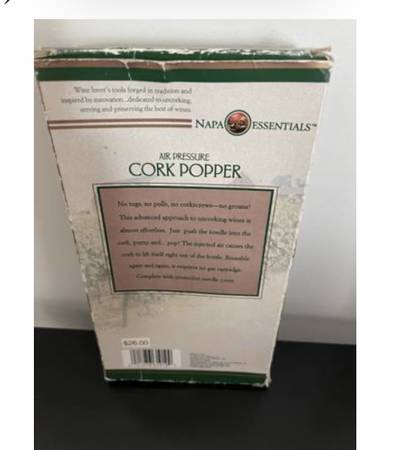 Wine lover's tools forged in tradition and
inspired by innovation...dedicated to uncorking,
serving and preserving the best of wines.
NAPA ESSENTIALS™
AIR PRESSURE
CORK POPPER
No tugs, no pulls, no corkscrews—no groans!
This advanced approach to uncorking wines is
almost effortless. Just push the needle into the
cork, pump and... pop! The injected air causes the
cork to lift itself right out of the bottle. Reusable
again and again, it requires no gas cartridge.
Complete with protective needle cover.
$26.00